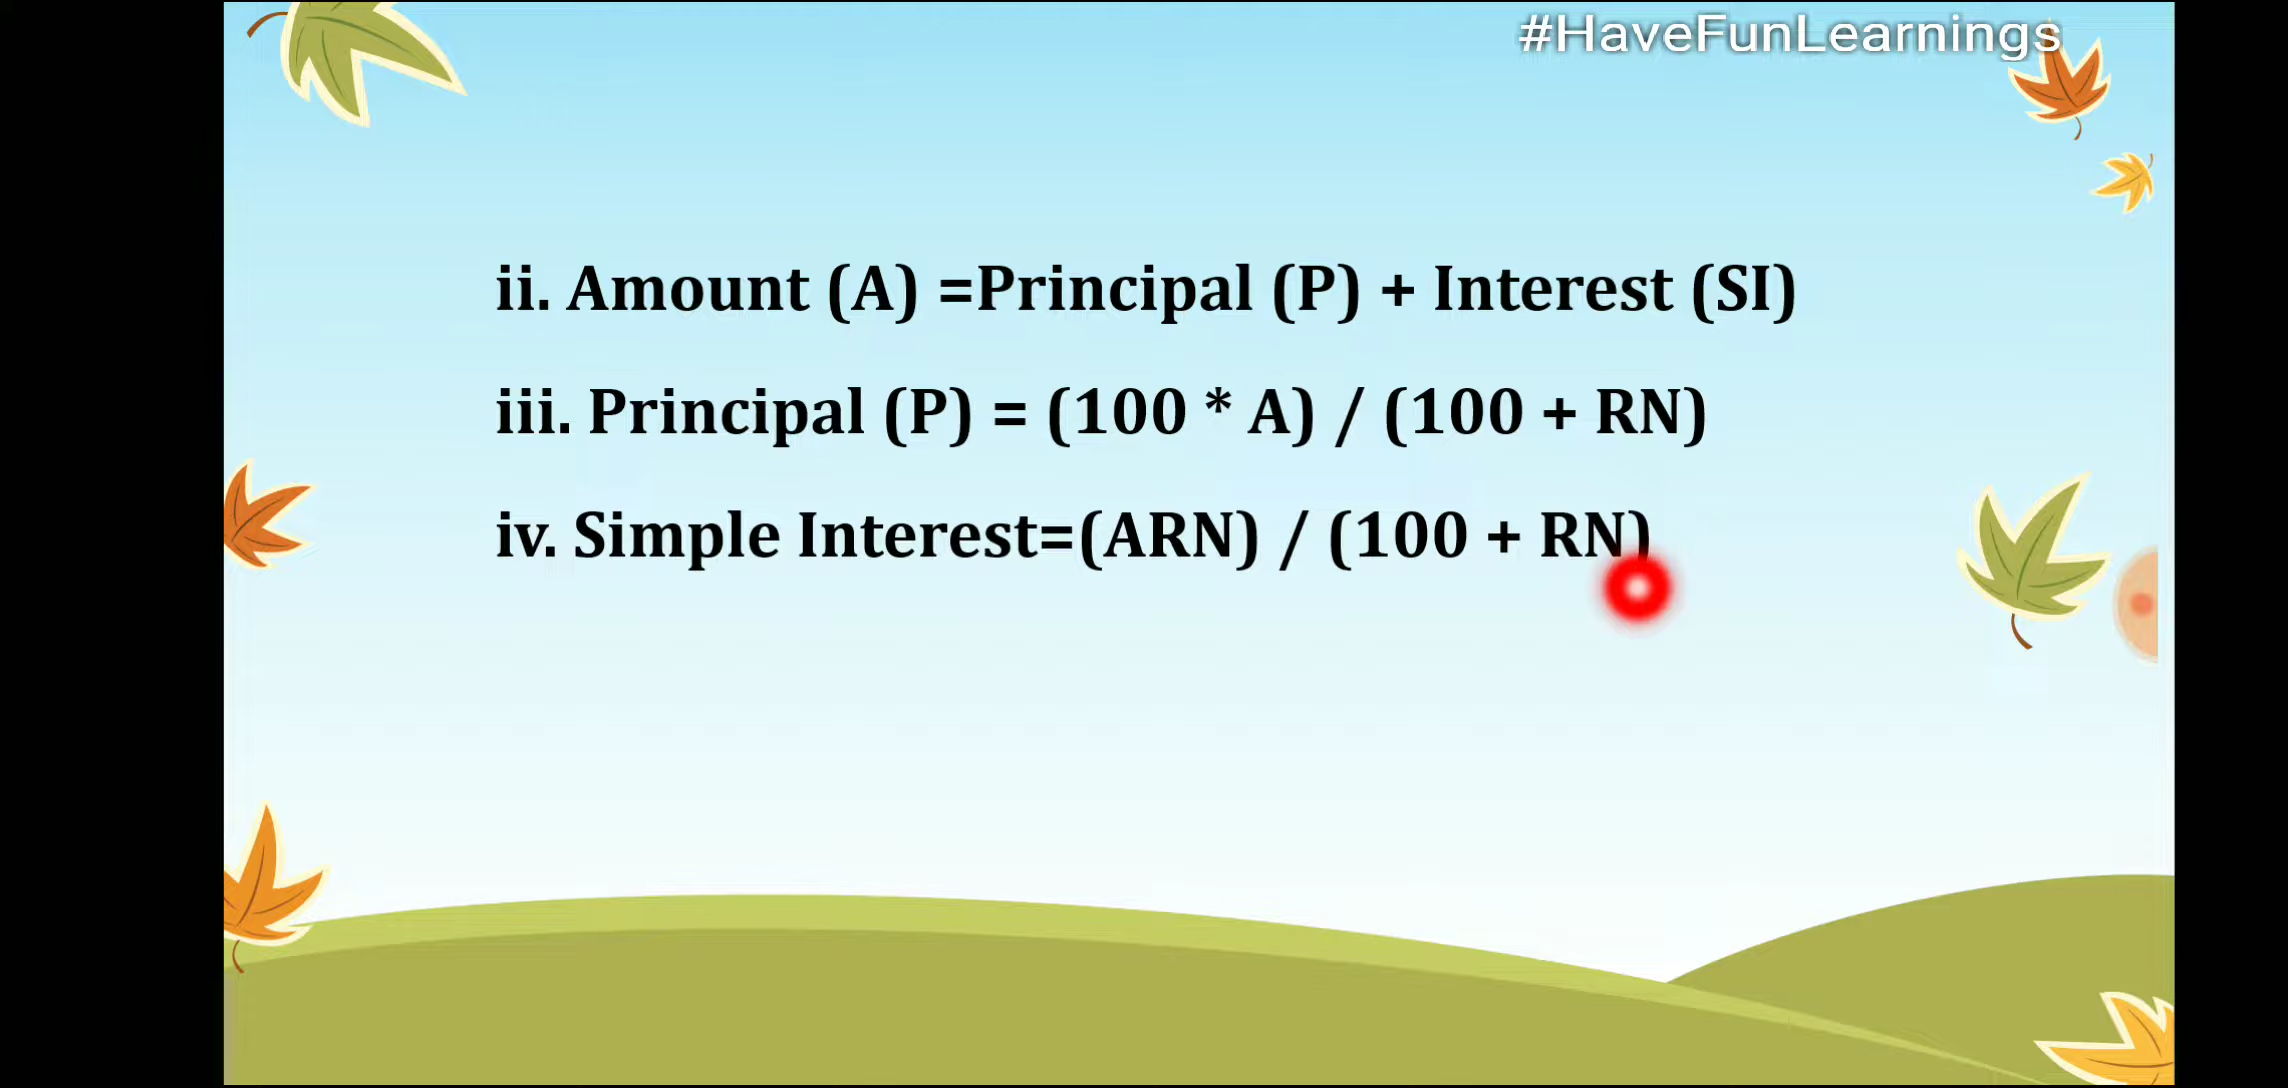 #HaveFunLearnings
ii. Amount (A) =Principal (P) + Interest (SI)
iii. Principal (P) = (100 * A) / (100 + RN)
iv. Simple Interest=(ARN) / (100 + RN)